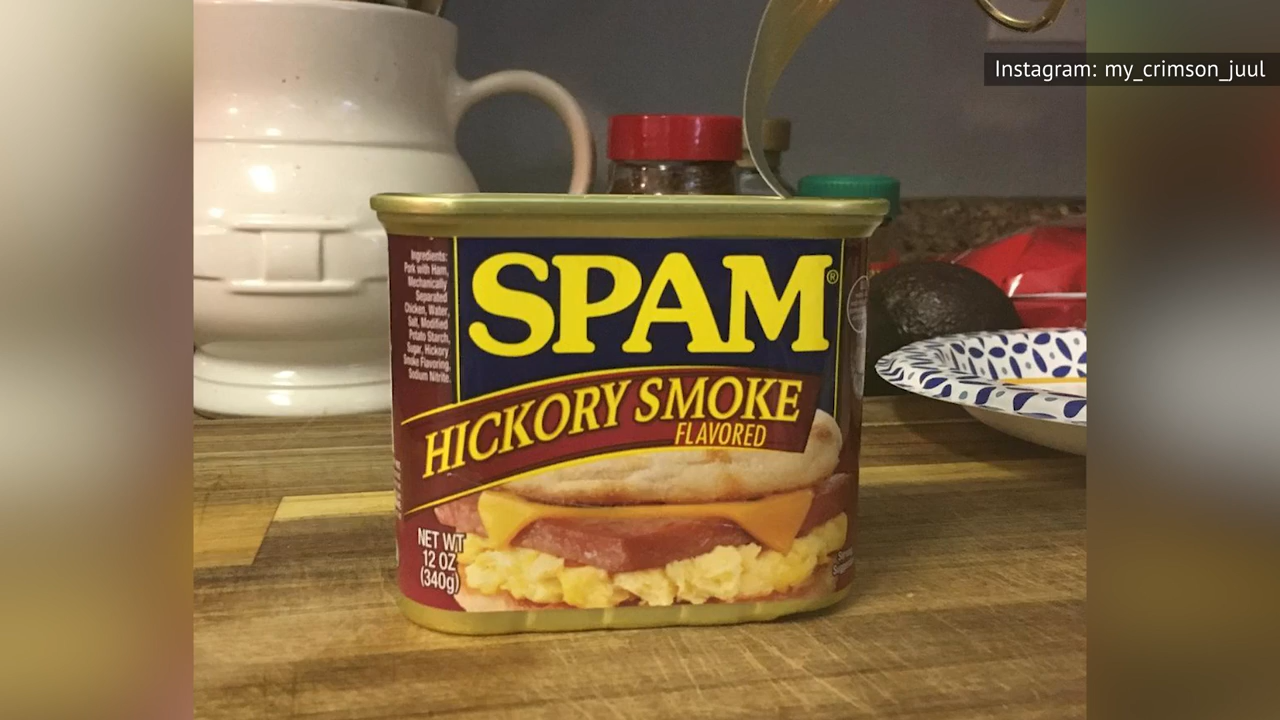 Instagram: my_crimson_juul
Ingredients:
Pork with Ham,
Mechanically
Separated
Chicken, Water,
Salt, Modified
Potato Starch,
Sugar, Hickory
Smoke Flavoring,
Sodium Nitrite.
SPAM®
HICKORY SMOKE
FLAVORED
NET WT
12 OZ
(340g)